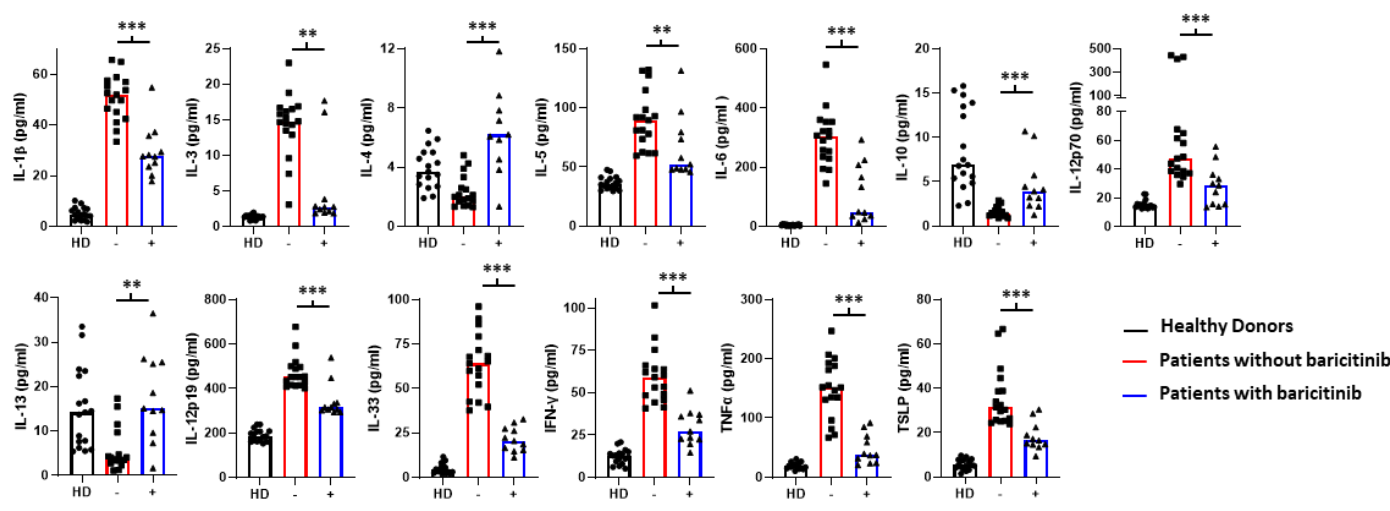 ***
IL-1β (pg/ml)
60
40
20
0
HD - +
**
IL-3 (pg/ml)
25
20
15
10
5
0
HD - +
***
IL-4 (pg/ml)
12
8
4
0
HD - +
**
IL-5 (pg/ml)
150
100
50
0
HD - +
***
IL-6 (pg/ml)
600
400
200
0
HD - +
***
IL-10 (pg/ml)
20
15
10
5
0
HD - +
***
IL-12p70 (pg/ml)
500
400
300
200
100
80
60
40
20
0
HD - +
**
IL-13 (pg/ml)
40
30
20
10
0
HD - +
***
IL-12p19 (pg/ml)
800
600
400
200
0
HD - +
***
IL-33 (pg/ml)
100
75
50
25
0
HD - +
***
IFN-γ (pg/ml)
100
75
50
25
0
HD - +
***
TNFα (pg/ml)
300
200
100
0
HD - +
***
TSLP (pg/ml)
80
60
40
20
0
HD - +
Healthy Donors
Patients without baricitinib
Patients with baricitinib